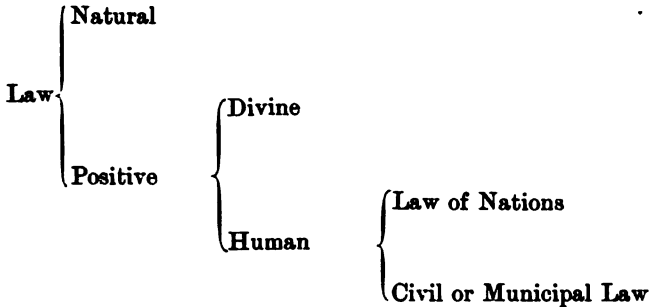 Natural
Law
Divine
Positive
Law of Nations
Human
Civil or Municipal Law